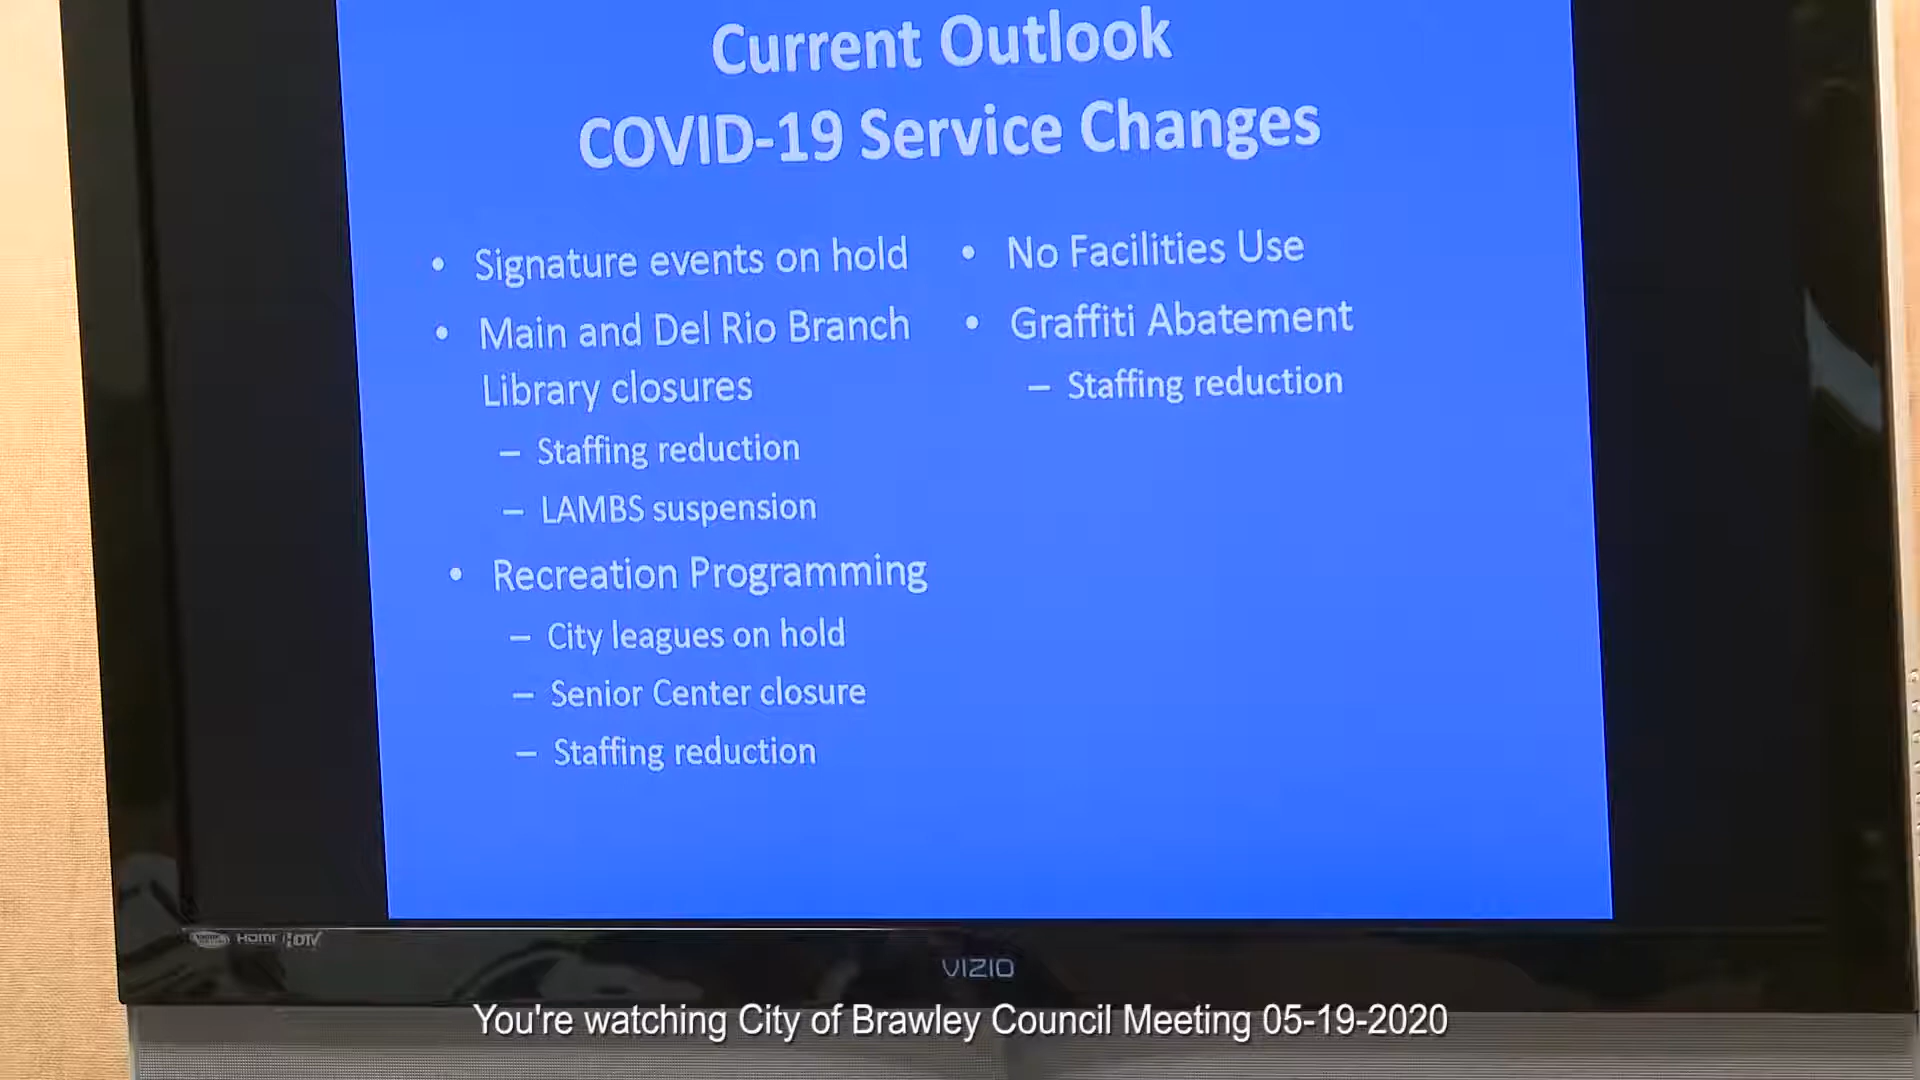 Current Outlook
COVID-19 Service Changes
• Signature events on hold
• Main and Del Rio Branch
Library closures
– Staffing reduction
– LAMBS suspension
• Recreation Programming
– City leagues on hold
– Senior Center closure
– Staffing reduction
• No Facilities Use
• Graffiti Abatement
– Staffing reduction
HDMI HDTV
VIZIO
You're watching City of Brawley Council Meeting 05-19-2020